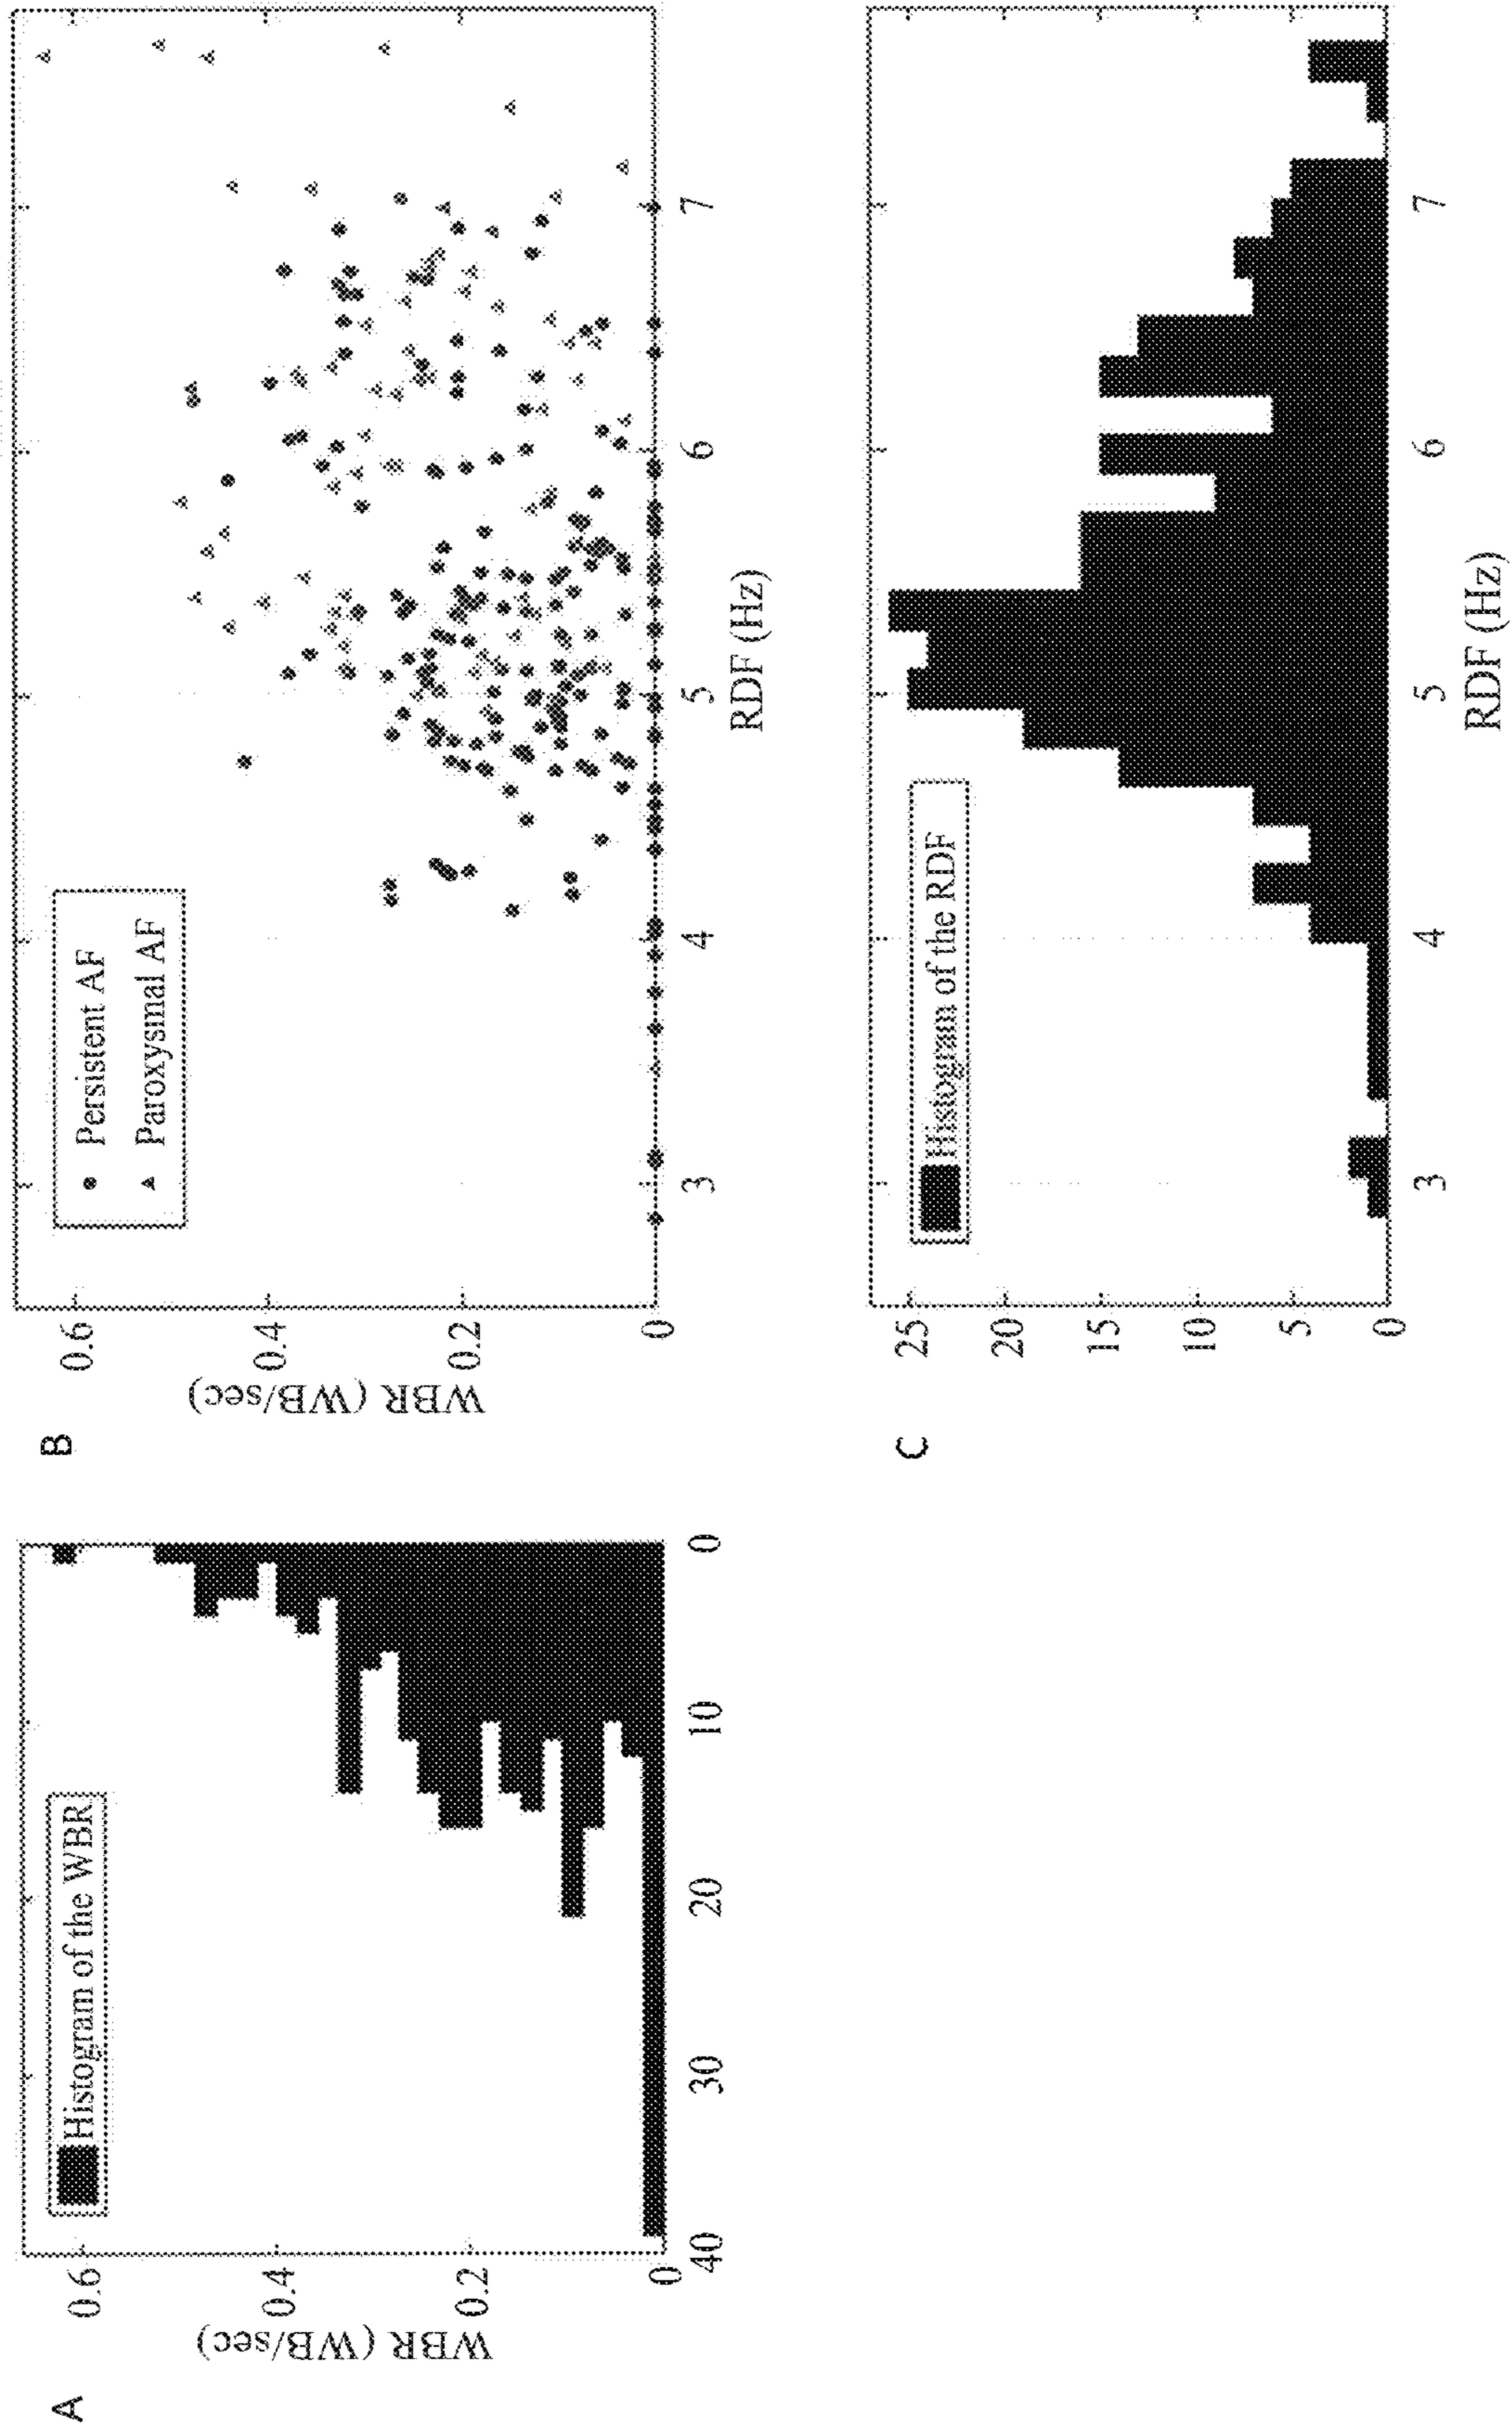 A
WBR (WB/sec)
0.6
0.4
0.2
0
Histogram of the WBR
40
30
20
10
0
B
WBR (WB/sec)
0.6
0.4
0.2
0
Persistent AF
Paroxysmal AF
3
4
5
6
7
RDF (Hz)
C
25
20
15
10
5
0
Histogram of the RDF
3
4
5
6
7
RDF (Hz)